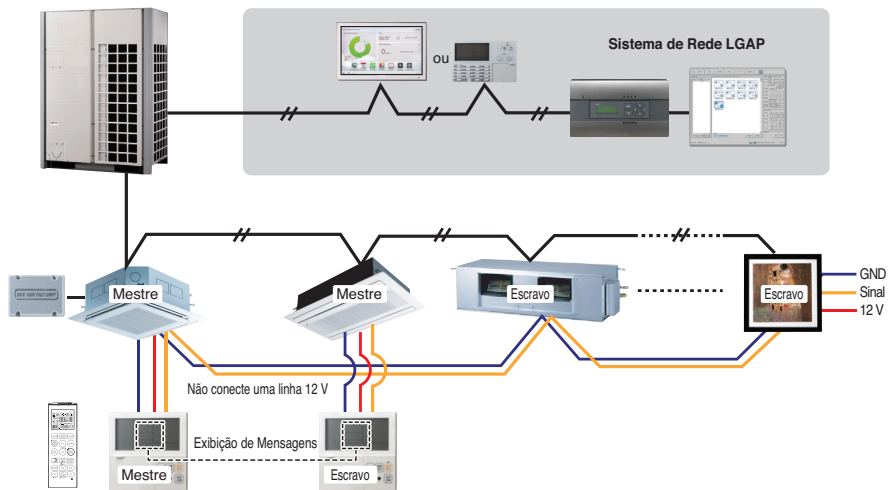 ou
Sistema de Rede LGAP
Mestre
Mestre
Escravo
Escravo
GND
Sinal
12 V
Não conecte uma linha 12 V
Exibição de Mensagens
Mestre
Escravo